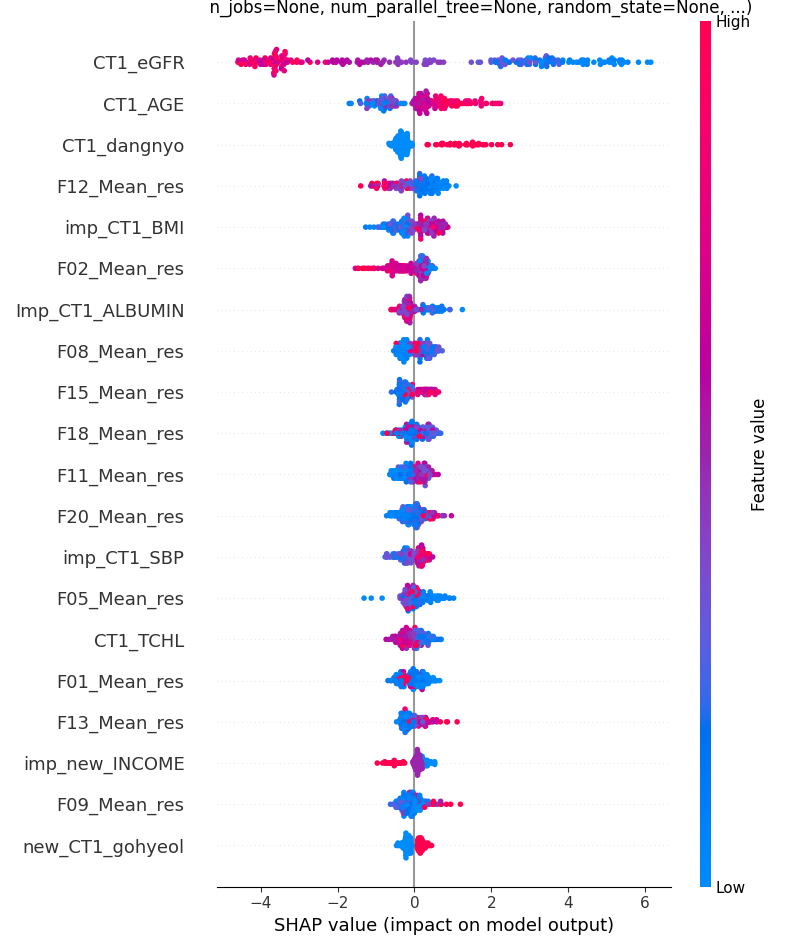 n_jobs=None, num_parallel_tree=None, random_state=None, ...)
High
CT1_eGFR
CT1_AGE
CT1_dangnyo
F12_Mean_res
imp_CT1_BMI
F02_Mean_res
Imp_CT1_ALBUMIN
F08_Mean_res
F15_Mean_res
F18_Mean_res
F11_Mean_res
F20_Mean_res
imp_CT1_SBP
F05_Mean_res
CT1_TCHL
F01_Mean_res
F13_Mean_res
imp_new_INCOME
F09_Mean_res
new_CT1_gohyeol
Feature value
Low
−4 −2 0 2 4 6
SHAP value (impact on model output)